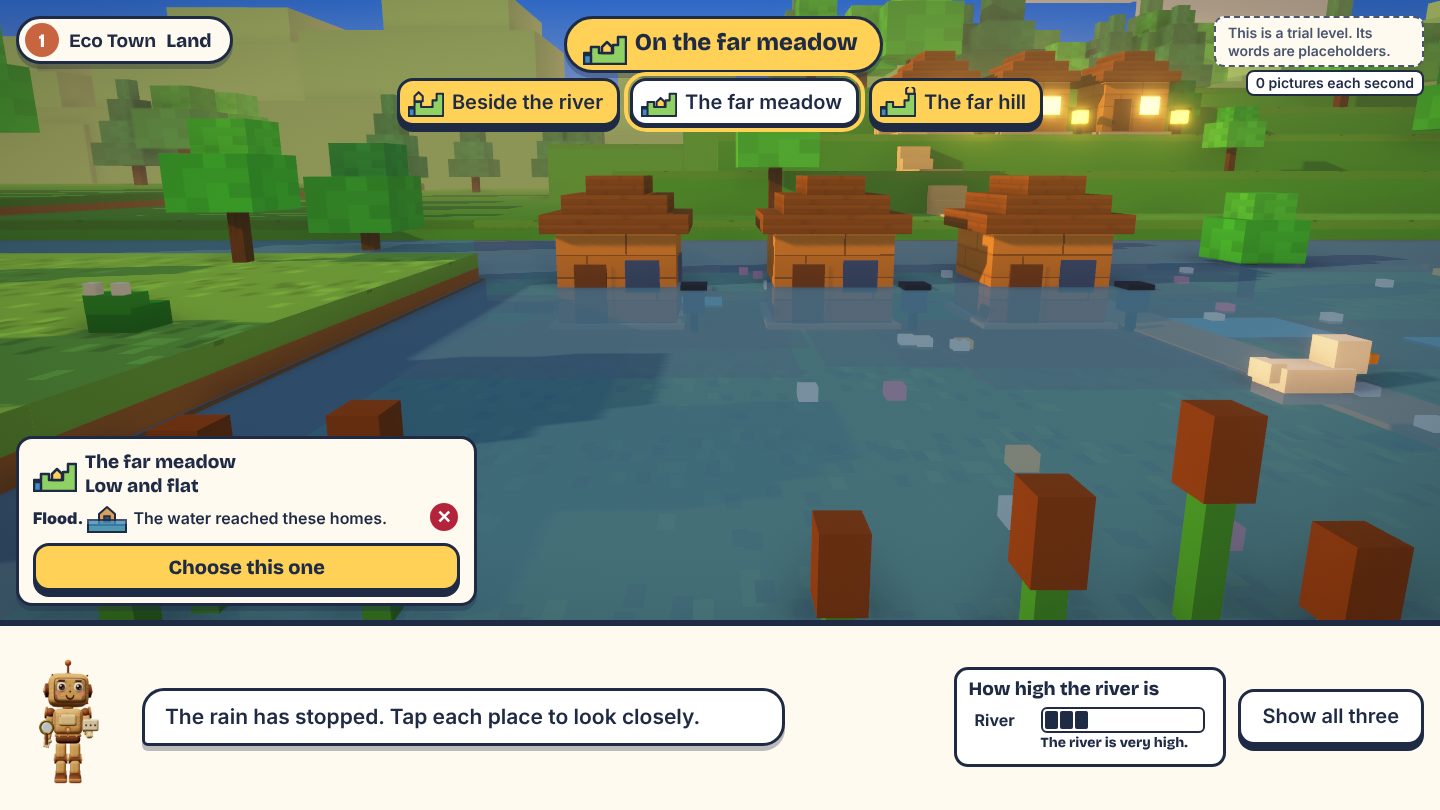 1 Eco Town Land
On the far meadow
This is a trial level. Its
words are placeholders.
0 pictures each second
Beside the river
The far meadow
The far hill
The far meadow
Low and flat
Flood. The water reached these homes.
Choose this one
The rain has stopped. Tap each place to look closely.
How high the river is
River
The river is very high.
Show all three